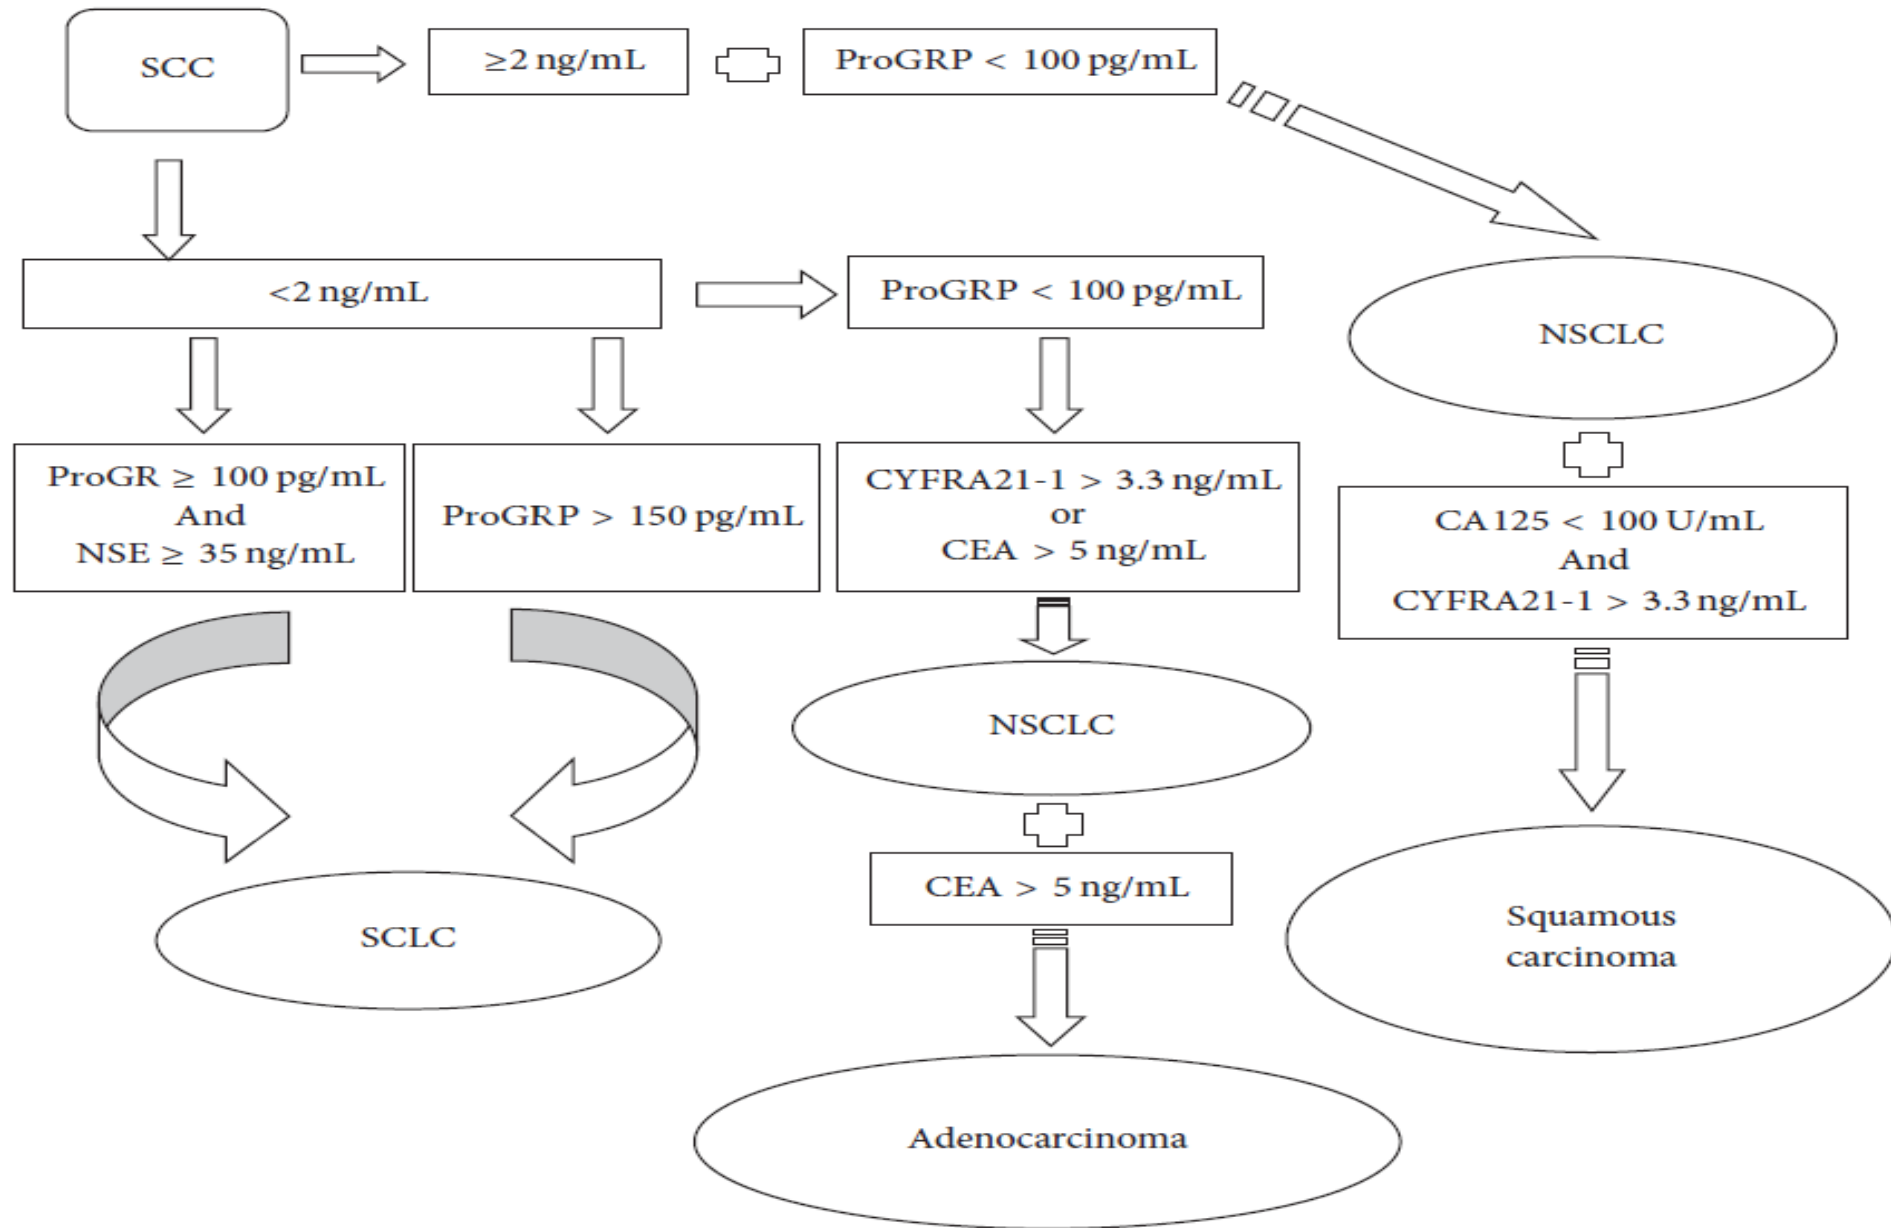 SCC
≥2 ng/mL
ProGRP < 100 pg/mL
<2 ng/mL
ProGRP < 100 pg/mL
NSCLC
ProGR ≥ 100 pg/mL
And
NSE ≥ 35 ng/mL
ProGRP > 150 pg/mL
CYFRA21-1 > 3.3 ng/mL
or
CEA > 5 ng/mL
CA125 < 100 U/mL
And
CYFRA21-1 > 3.3 ng/mL
NSCLC
CEA > 5 ng/mL
SCLC
Squamous
carcinoma
Adenocarcinoma